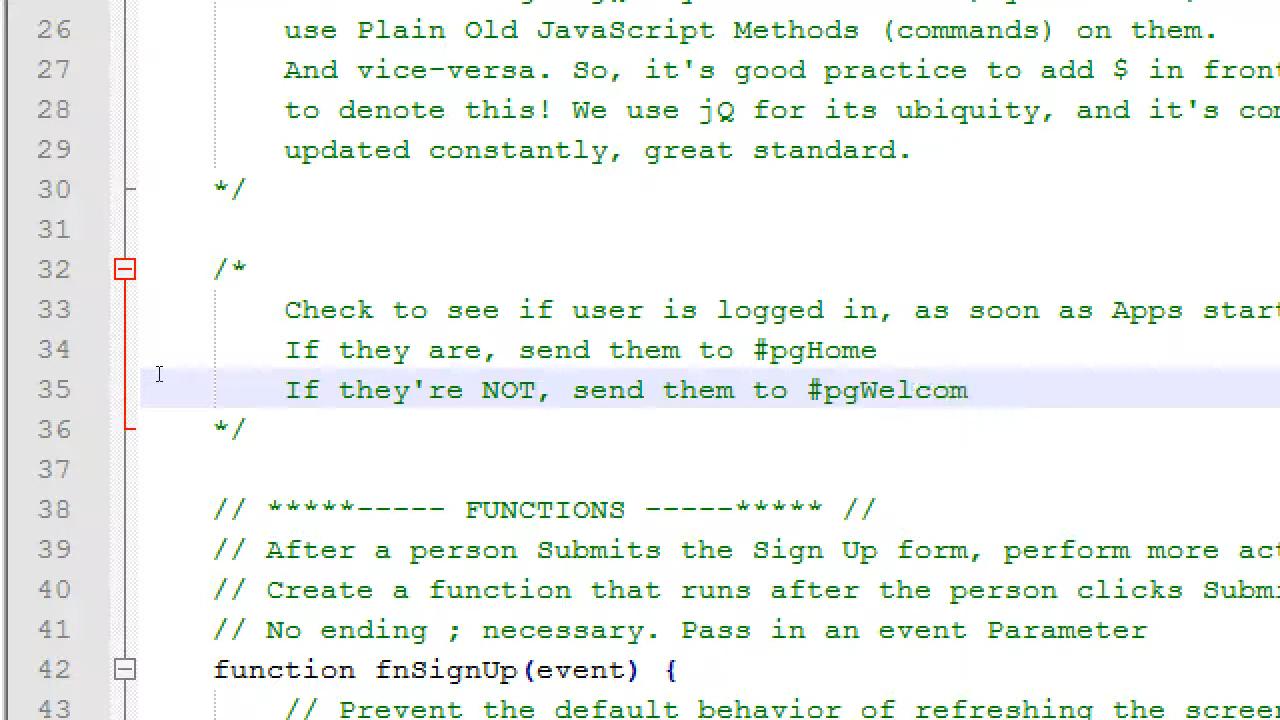 26 use Plain Old JavaScript Methods (commands) on them.
27 And vice-versa. So, it's good practice to add $ in front
28 to denote this! We use jQ for its ubiquity, and it's
29 updated constantly, great standard.
30 */
31
32 /*
33 Check to see if user is logged in, as soon as Apps start
34 If they are, send them to #pgHome
35 If they're NOT, send them to #pgWelcom
36 */
37
38 // *****----- FUNCTIONS -----***** //
39 // After a person Submits the Sign Up form, perform more
40 // Create a function that runs after the person clicks
41 // No ending ; necessary. Pass in an event Parameter
42 function fnSignUp(event) {
43 // Prevent the default behavior of refreshing the screen